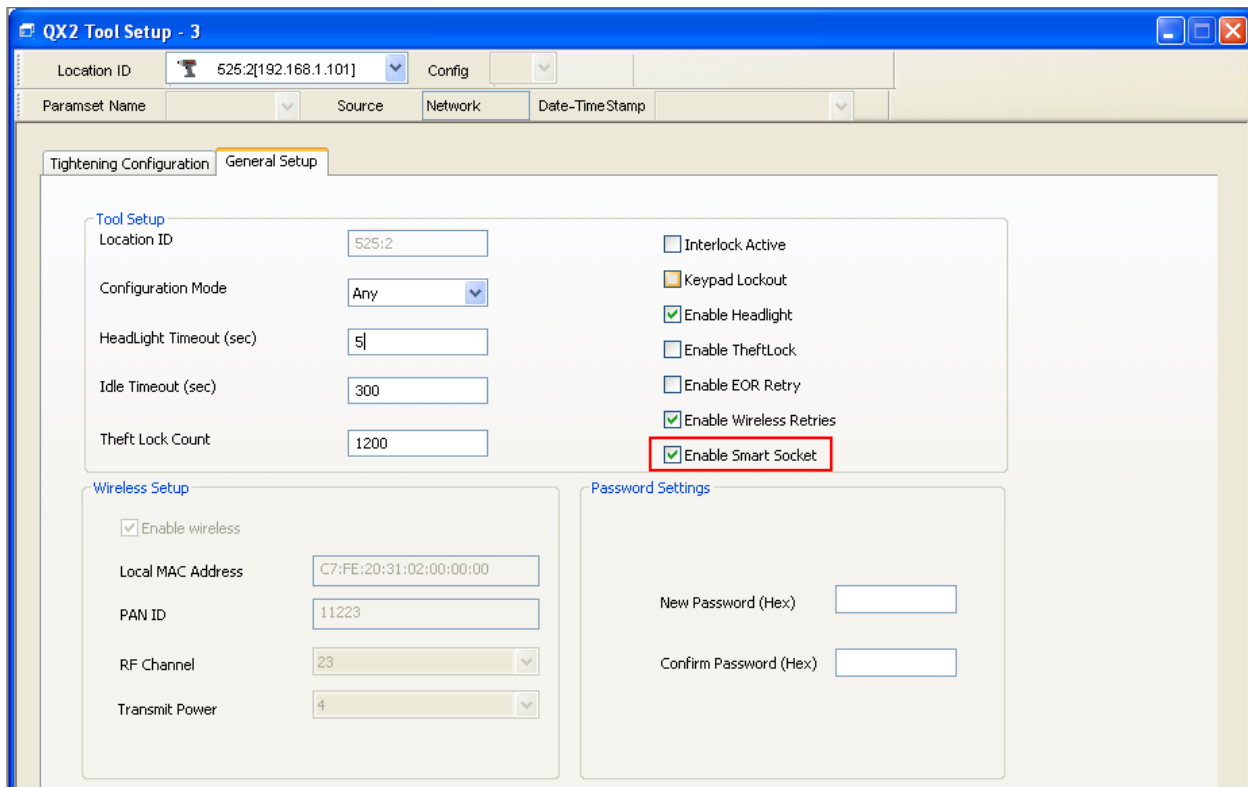 QX2 Tool Setup - 3
Location ID 525:2[192.168.1.101] Config
Paramset Name Source Network Date-Time Stamp
Tightening Configuration General Setup
Tool Setup
Location ID 525:2
Configuration Mode Any
HeadLight Timeout (sec) 5
Idle Timeout (sec) 300
Theft Lock Count 1200
Interlock Active
Keypad Lockout
Enable Headlight
Enable TheftLock
Enable EOR Retry
Enable Wireless Retries
Enable Smart Socket
Wireless Setup
Enable wireless
Local MAC Address C7:FE:20:31:02:00:00:00
PAN ID 11223
RF Channel 23
Transmit Power 4
Password Settings
New Password (Hex)
Confirm Password (Hex)